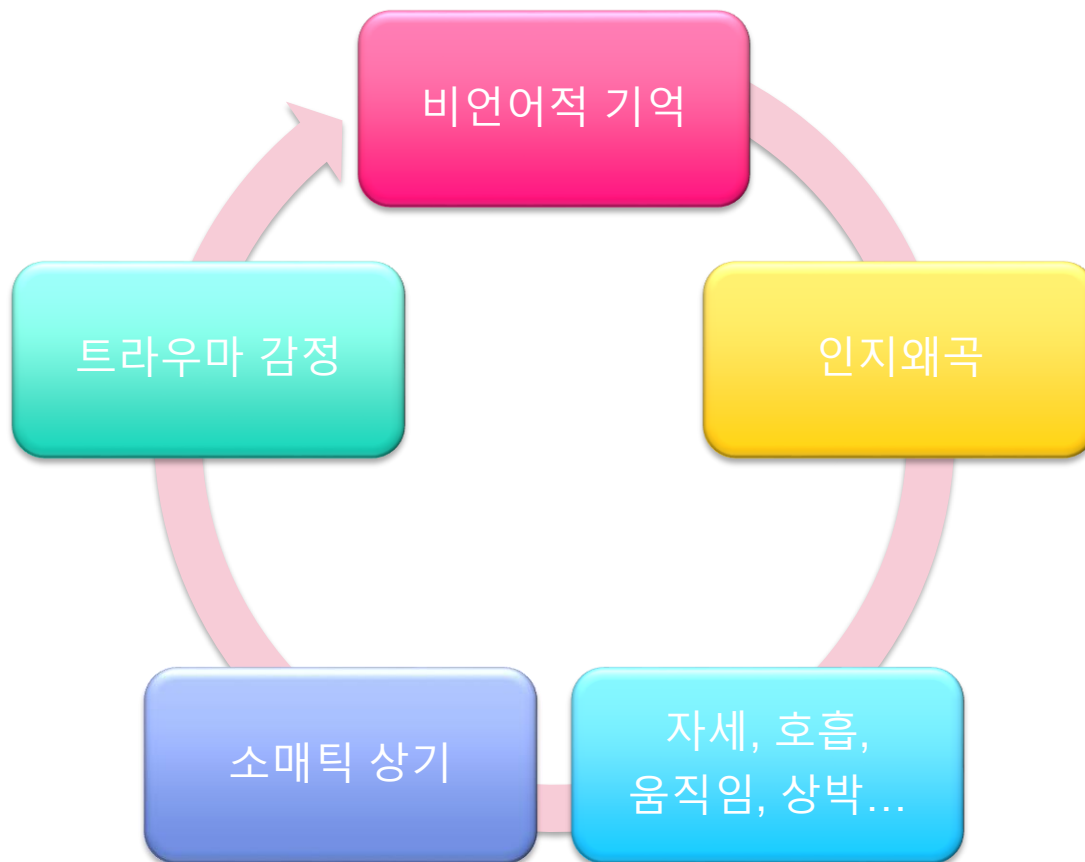 비언어적 기억
트라우마 감정
인지왜곡
소매틱 상기
자세, 호흡,
움직임, 상박...